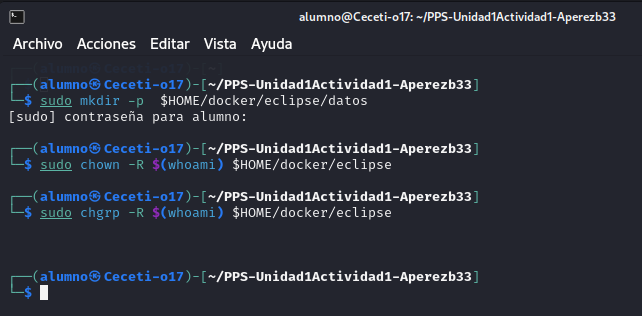 alumno@Ceceti-o17: ~/PPS-Unidad1Actividad1-Aperezb33
Archivo Acciones Editar Vista Ayuda
┌──(alumno㉿Ceceti-o17)-[~/PPS-Unidad1Actividad1-Aperezb33]
└─$ sudo mkdir -p  $HOME/docker/eclipse/datos
[sudo] contraseña para alumno:
┌──(alumno㉿Ceceti-o17)-[~/PPS-Unidad1Actividad1-Aperezb33]
└─$ sudo chown -R $(whoami) $HOME/docker/eclipse
┌──(alumno㉿Ceceti-o17)-[~/PPS-Unidad1Actividad1-Aperezb33]
└─$ sudo chgrp -R $(whoami) $HOME/docker/eclipse
┌──(alumno㉿Ceceti-o17)-[~/PPS-Unidad1Actividad1-Aperezb33]
└─$